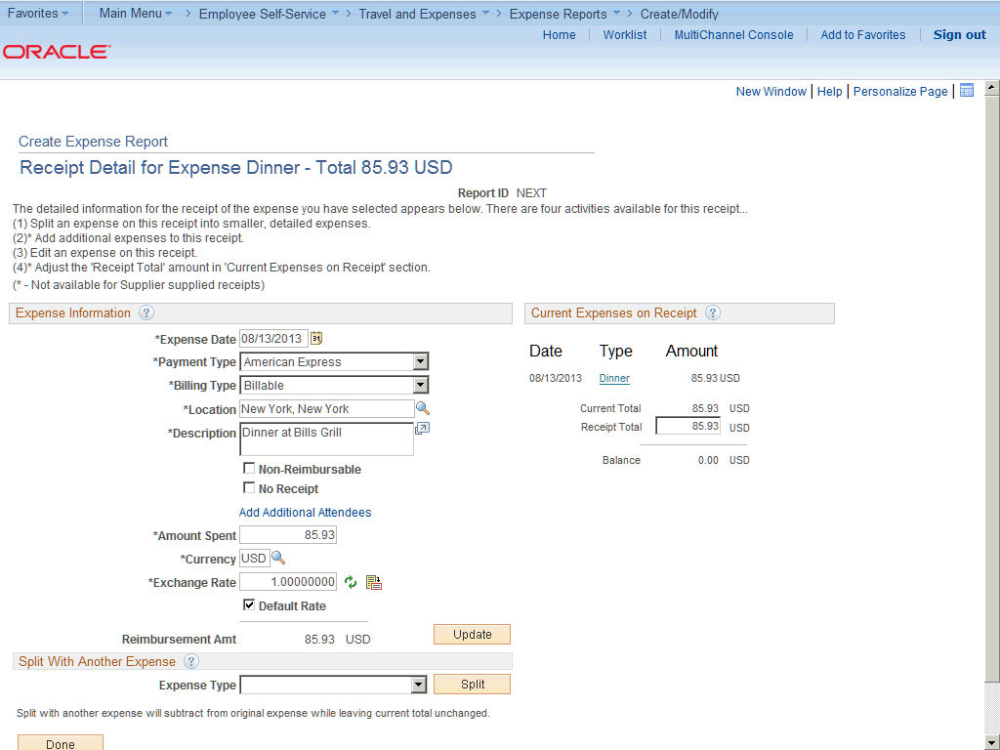 Favorites Main Menu > Employee Self-Service > Travel and Expenses > Expense Reports > Create/Modify
Home Worklist MultiChannel Console Add to Favorites Sign out
ORACLE
New Window Help Personalize Page
Create Expense Report
Receipt Detail for Expense Dinner - Total 85.93 USD
Report ID NEXT
The detailed information for the receipt of the expense you have selected appears below. There are four activities available for this receipt...
(1) Split an expense on this receipt into smaller, detailed expenses.
(2)* Add additional expenses to this receipt.
(3) Edit an expense on this receipt.
(4)* Adjust the 'Receipt Total' amount in 'Current Expenses on Receipt' section.
(* - Not available for Supplier supplied receipts)
Expense Information ?
*Expense Date 08/13/2013 31
*Payment Type American Express
*Billing Type Billable
*Location New York, New York
*Description Dinner at Bills Grill
Non-Reimbursable
No Receipt
Add Additional Attendees
*Amount Spent 85.93
*Currency USD
*Exchange Rate 1.00000000
Default Rate
Reimbursement Amt 85.93 USD
Update
Current Expenses on Receipt ?
Date Type Amount
08/13/2013 Dinner 85.93 USD
Current Total 85.93 USD
Receipt Total 85.93 USD
Balance 0.00 USD
Split With Another Expense ?
Expense Type Split
Split with another expense will subtract from original expense while leaving current total unchanged.
Done